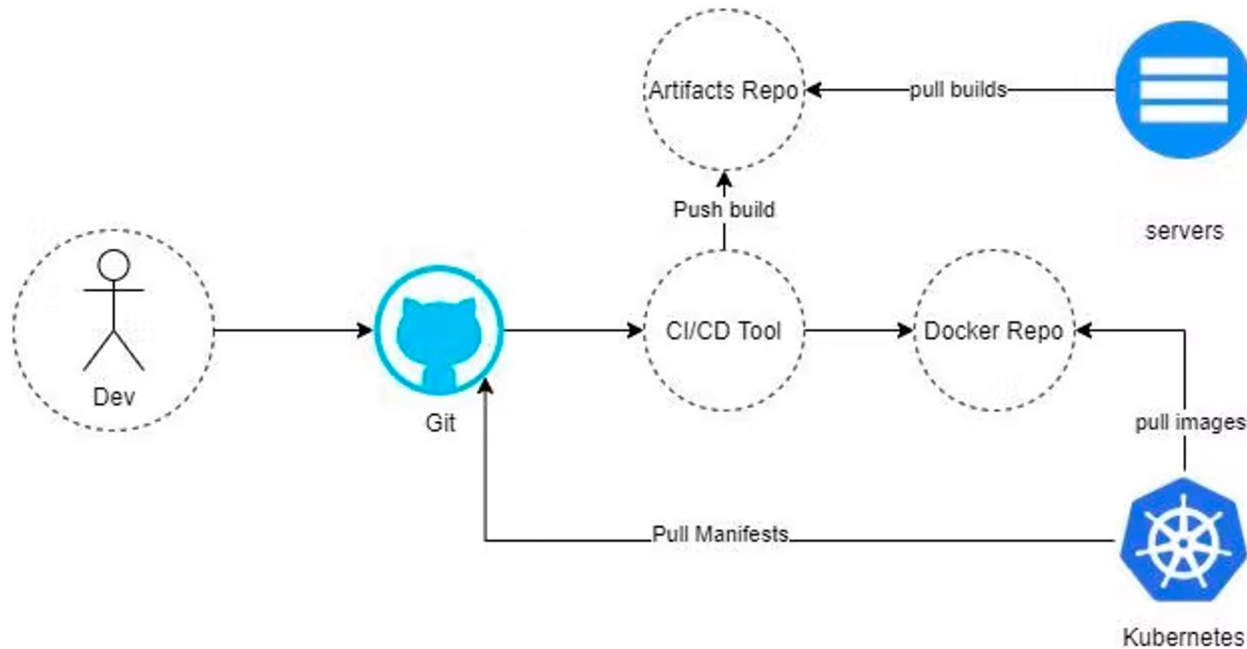 Artifacts Repo
pull builds
Push build
servers
Dev
Git
CI/CD Tool
Docker Repo
pull images
Pull Manifests
Kubernetes